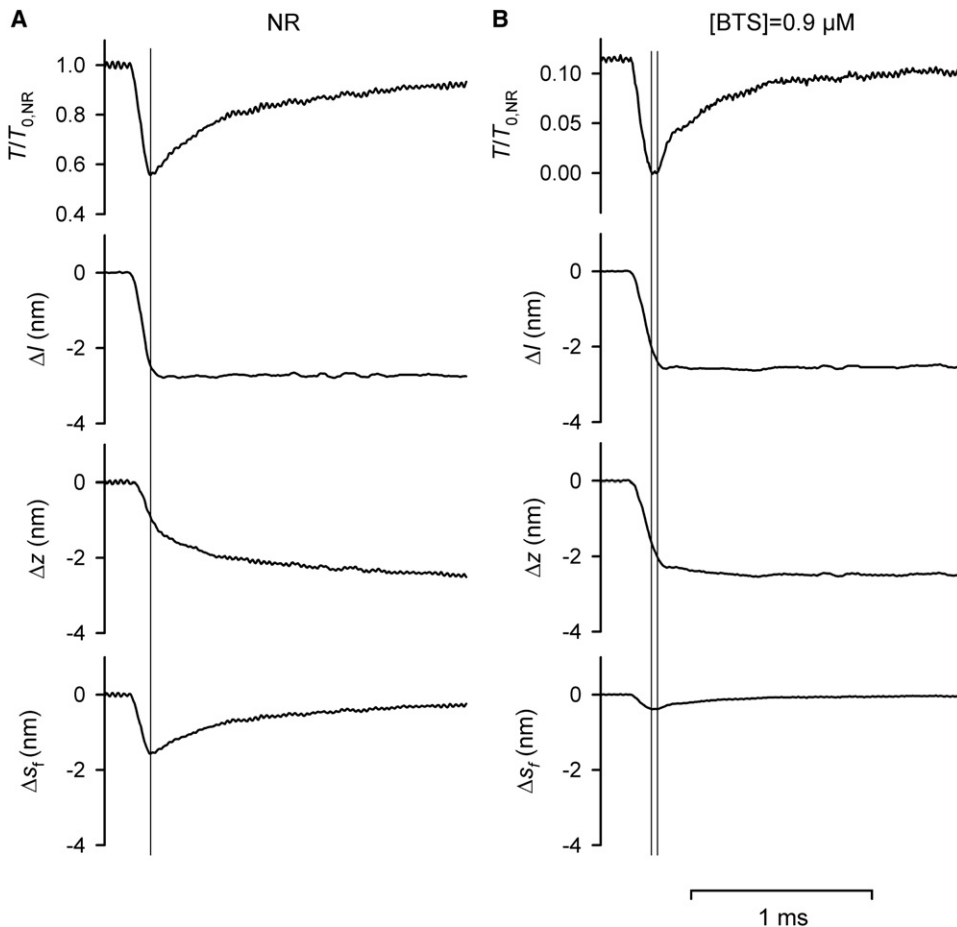 A
NR
T/T0,NR
1.0
0.8
0.6
0.4
Δl (nm)
0
-2
-4
Δz (nm)
0
-2
-4
Δsf (nm)
0
-2
-4
B
[BTS]=0.9 µM
T/T0,NR
0.10
0.05
0.00
Δl (nm)
0
-2
-4
Δz (nm)
0
-2
-4
Δsf (nm)
0
-2
-4
1 ms